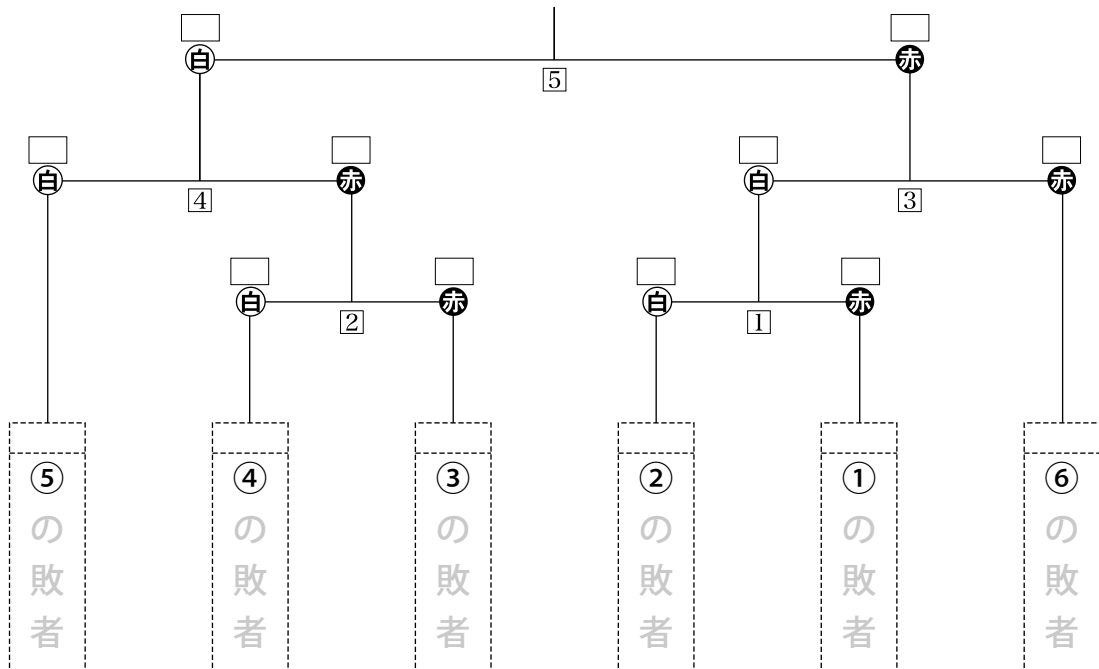 白 赤
5
白 赤 白 赤
4 3
白 赤 白 赤
2 1
⑤の敗者
④の敗者
③の敗者
②の敗者
①の敗者
⑥の敗者